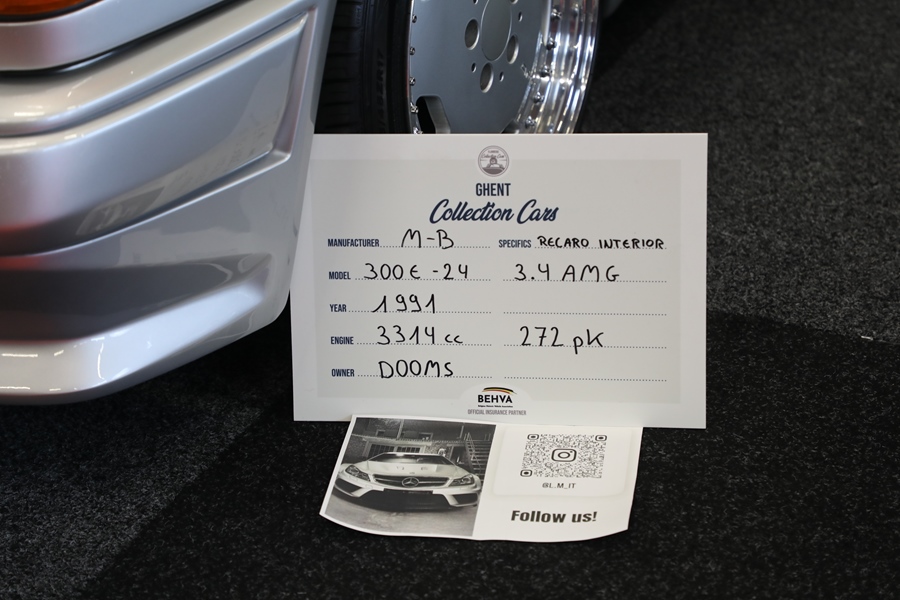 GHENT
Collection Cars
MANUFACTURER M-B SPECIFICS RECARO INTERIOR
MODEL 300E-24 3.4 AMG
YEAR 1991
ENGINE 3314 cc 272 pk
OWNER DOOMS
BEHVA
OFFICIAL INSURANCE PARTNER
@L.M_IT
Follow us!